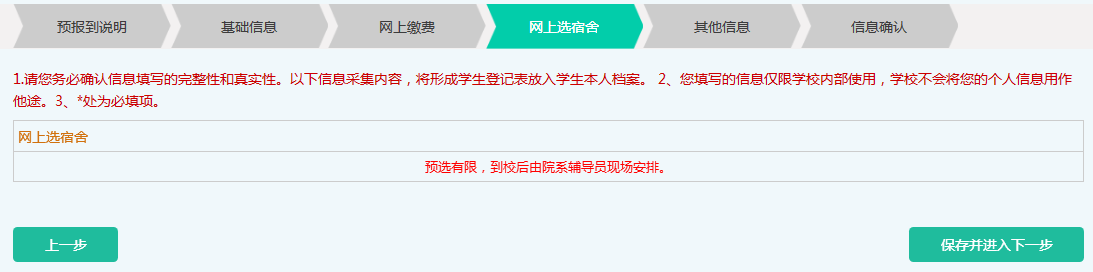 预报到说明 基础信息 网上缴费 网上选宿舍 其他信息 信息确认
1.请您务必确认信息填写的完整性和真实性。以下信息采集内容，将形成学生登记表放入学生本人档案。 2、您填写的信息仅限学校内部使用，学校不会将您的个人信息用作
他途。3、*处为必填项。
网上选宿舍
预选有限，到校后由院系辅导员现场安排。
上一步 保存并进入下一步